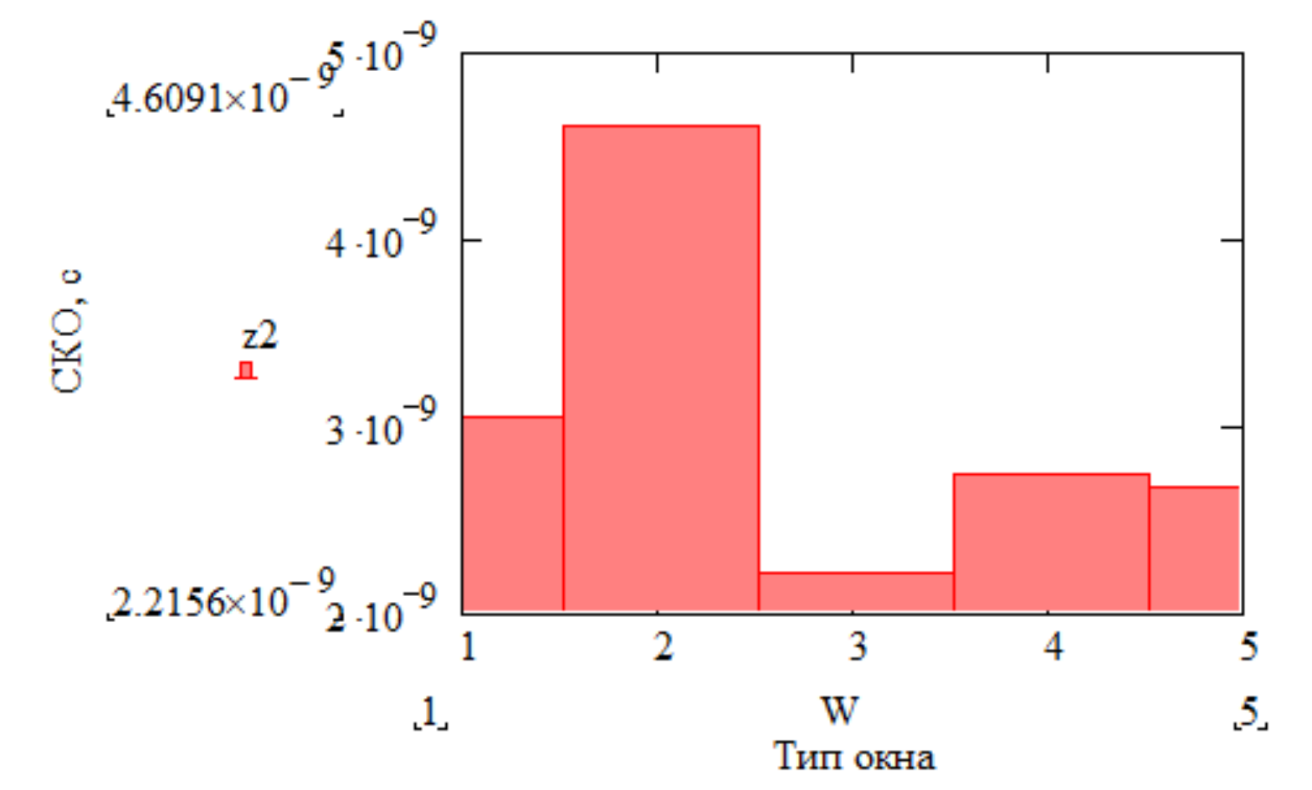 5·10⁻⁹
4.6091×10⁻⁹
4·10⁻⁹
СКО, с
z2
3·10⁻⁹
2.2156×10⁻⁹
2·10⁻⁹
1 2 3 4 5
1 W 5
Тип окна